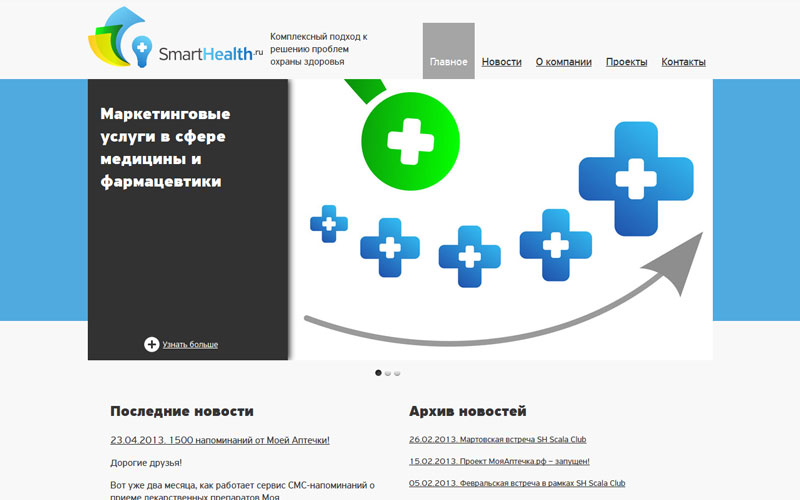 SmartHealth.ru
Комплексный подход к
решению проблем
охраны здоровья
Главное
Новости
О компании
Проекты
Контакты
Маркетинговые
услуги в сфере
медицины и
фармацевтики
Узнать больше
Последние новости
23.04.2013. 1500 напоминаний от Моей Аптечки!
Дорогие друзья!
Вот уже два месяца, как работает сервис СМС-напоминаний о
приеме лекарственных препаратов Моя
Архив новостей
26.02.2013. Мартовская встреча SH Scala Club
15.02.2013. Проект МояАптечка.рф – запущен!
05.02.2013. Февральская встреча в рамках SH Scala Club